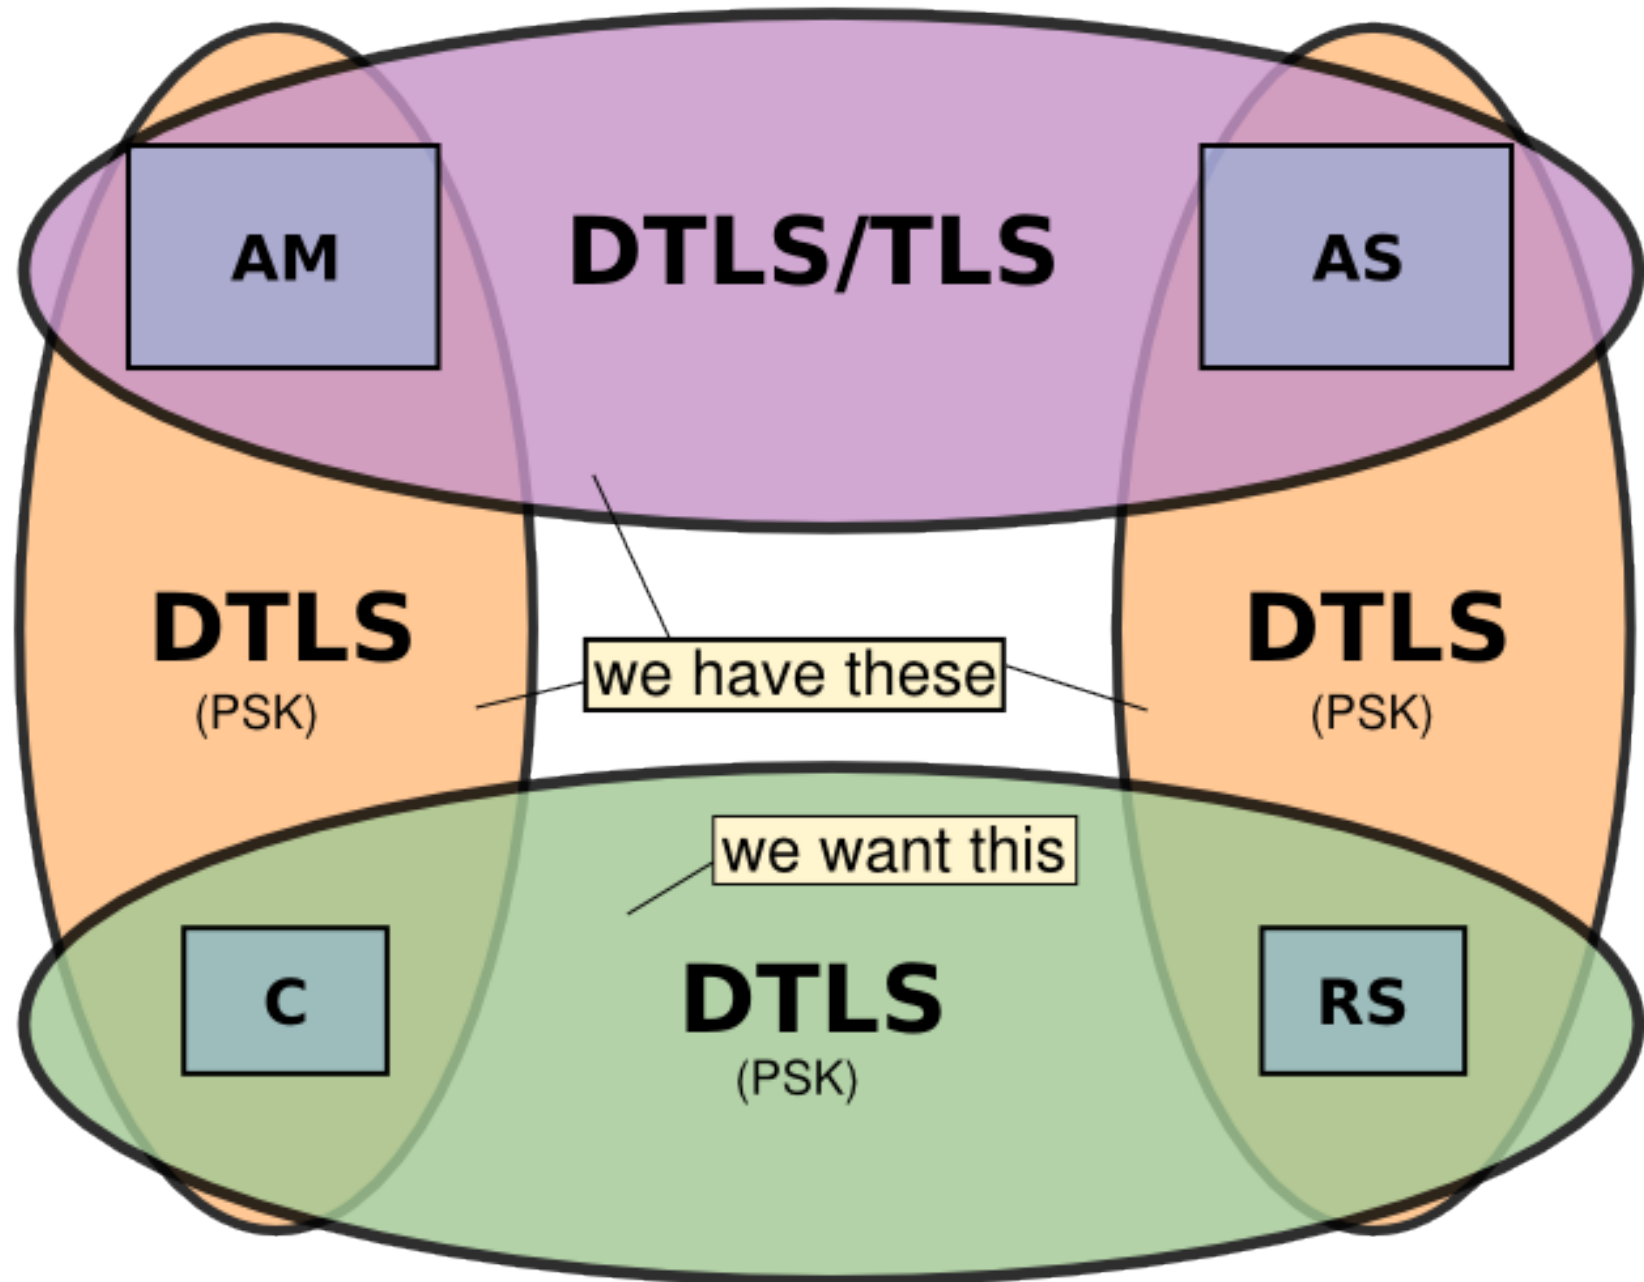 AM
DTLS/TLS
AS
DTLS
(PSK)
we have these
DTLS
(PSK)
we want this
C
DTLS
(PSK)
RS